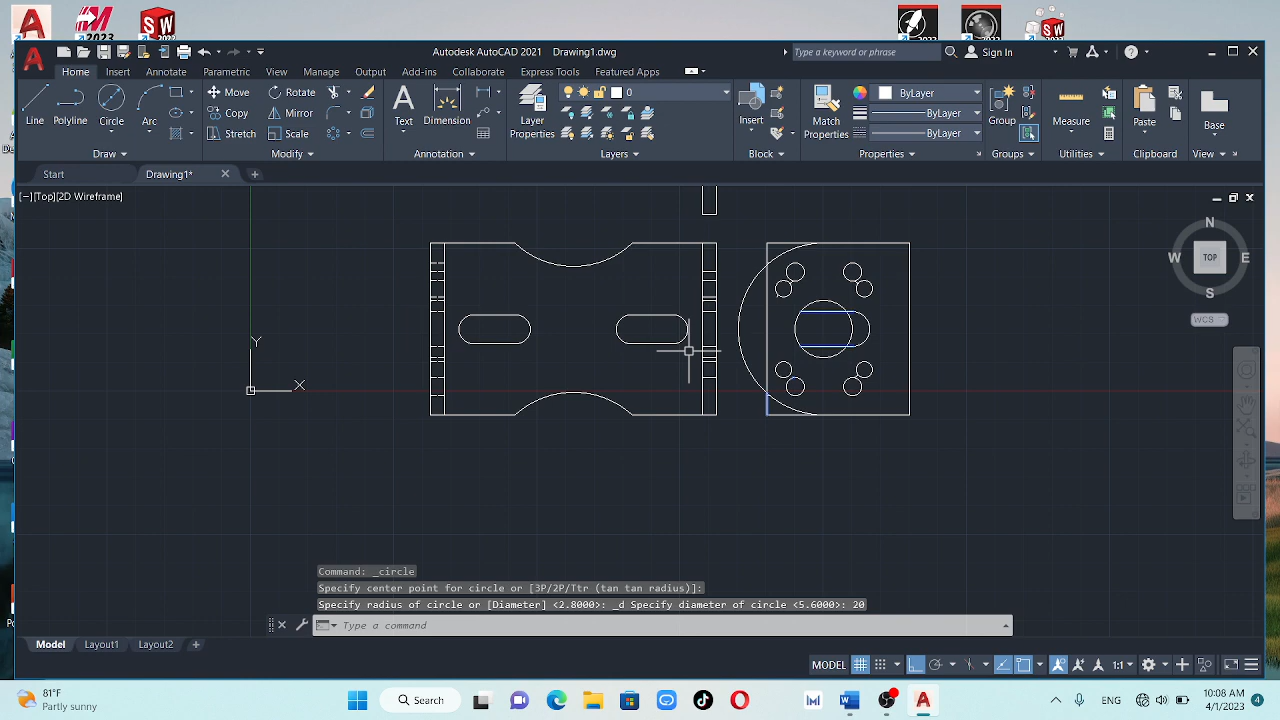 2023
SW
2022
Autodesk AutoCAD 2021 Drawing1.dwg
Type a keyword or phrase
Sign In
Home Insert Annotate Parametric View Manage Output Add-ins Collaborate Express Tools Featured Apps
Line
Polyline
Circle
Arc
Move Rotate
Copy Mirror
Stretch Scale
Text
Dimension
Layer
Properties
0
Insert
Match
Properties
ByLayer
ByLayer
ByLayer
Group
Measure
Paste
Base
Draw Modify Annotation Layers Block Properties Groups Utilities Clipboard View
Start Drawing1*
[−][Top][2D Wireframe]
N
W TOP E
S
WCS
Y
X
Command: _circle
Specify center point for circle or [3P/2P/Ttr (tan tan radius)]:
Specify radius of circle or [Diameter] <2.8000>: _d Specify diameter of circle <5.6000>: 20
Type a command
Model Layout1 Layout2
MODEL 1:1
81°F
Partly sunny
Search
ENG
10:08 AM
4/1/2023
4